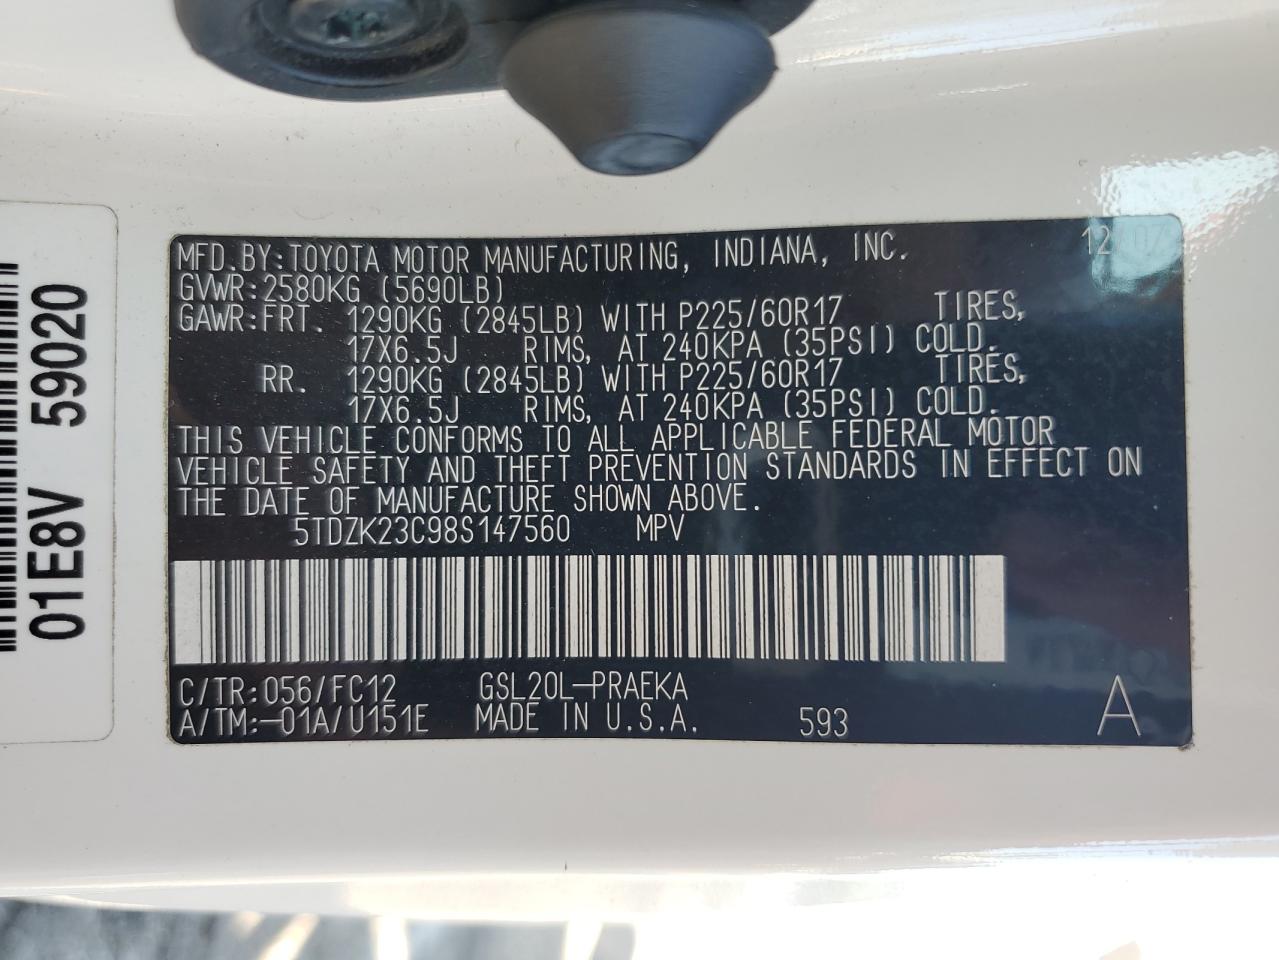 MFD.BY:TOYOTA MOTOR MANUFACTURING, INDIANA, INC. 12/07
GVWR:2580KG (5690LB)
GAWR:FRT. 1290KG (2845LB) WITH P225/60R17 TIRES,
17X6.5J RIMS, AT 240KPA (35PSI) COLD.
RR. 1290KG (2845LB) WITH P225/60R17 TIRES,
17X6.5J RIMS, AT 240KPA (35PSI) COLD.
THIS VEHICLE CONFORMS TO ALL APPLICABLE FEDERAL MOTOR
VEHICLE SAFETY AND THEFT PREVENTION STANDARDS IN EFFECT ON
THE DATE OF MANUFACTURE SHOWN ABOVE.
5TDZK23C98S147560 MPV
C/TR:056/FC12 GSL20L-PRAEKA
A/TM:-01A/U151E MADE IN U.S.A. 593 A
01E8V 59020